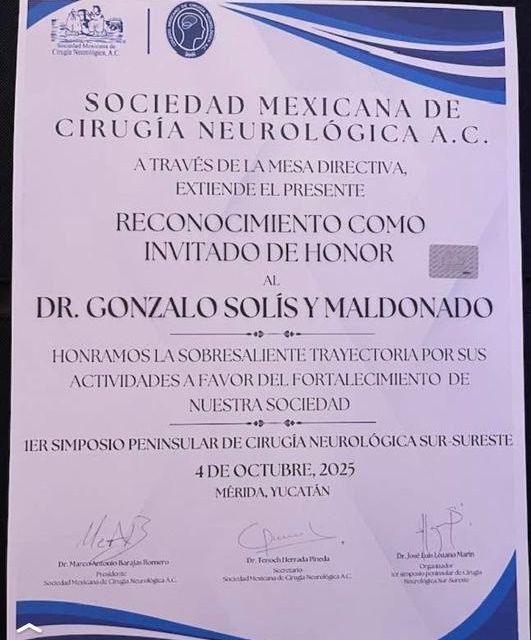 Sociedad Mexicana de
Cirugía Neurológica, A.C.
SOCIEDAD MEXICANA DE
CIRUGÍA NEUROLÓGICA A.C.
A TRAVÉS DE LA MESA DIRECTIVA,
EXTIENDE EL PRESENTE
RECONOCIMIENTO COMO
INVITADO DE HONOR
AL
DR. GONZALO SOLÍS Y MALDONADO
HONRAMOS LA SOBRESALIENTE TRAYECTORIA POR SUS
ACTIVIDADES A FAVOR DEL FORTALECIMIENTO DE
NUESTRA SOCIEDAD
1ER SIMPOSIO PENINSULAR DE CIRUGÍA NEUROLÓGICA SUR-SURESTE
4 DE OCTUBRE, 2025
MÉRIDA, YUCATÁN
Dr. Marco Antonio Barajas Romero
Presidente
Sociedad Mexicana de Cirugía Neurológica A.C.
Dr. Tenoch Herrada Pineda
Secretario
Sociedad Mexicana de Cirugía Neurológica A.C.
Dr. José Luis Lozano Marin
Organizador
1er simposio peninsular de Cirugía
Neurológica Sur-Sureste